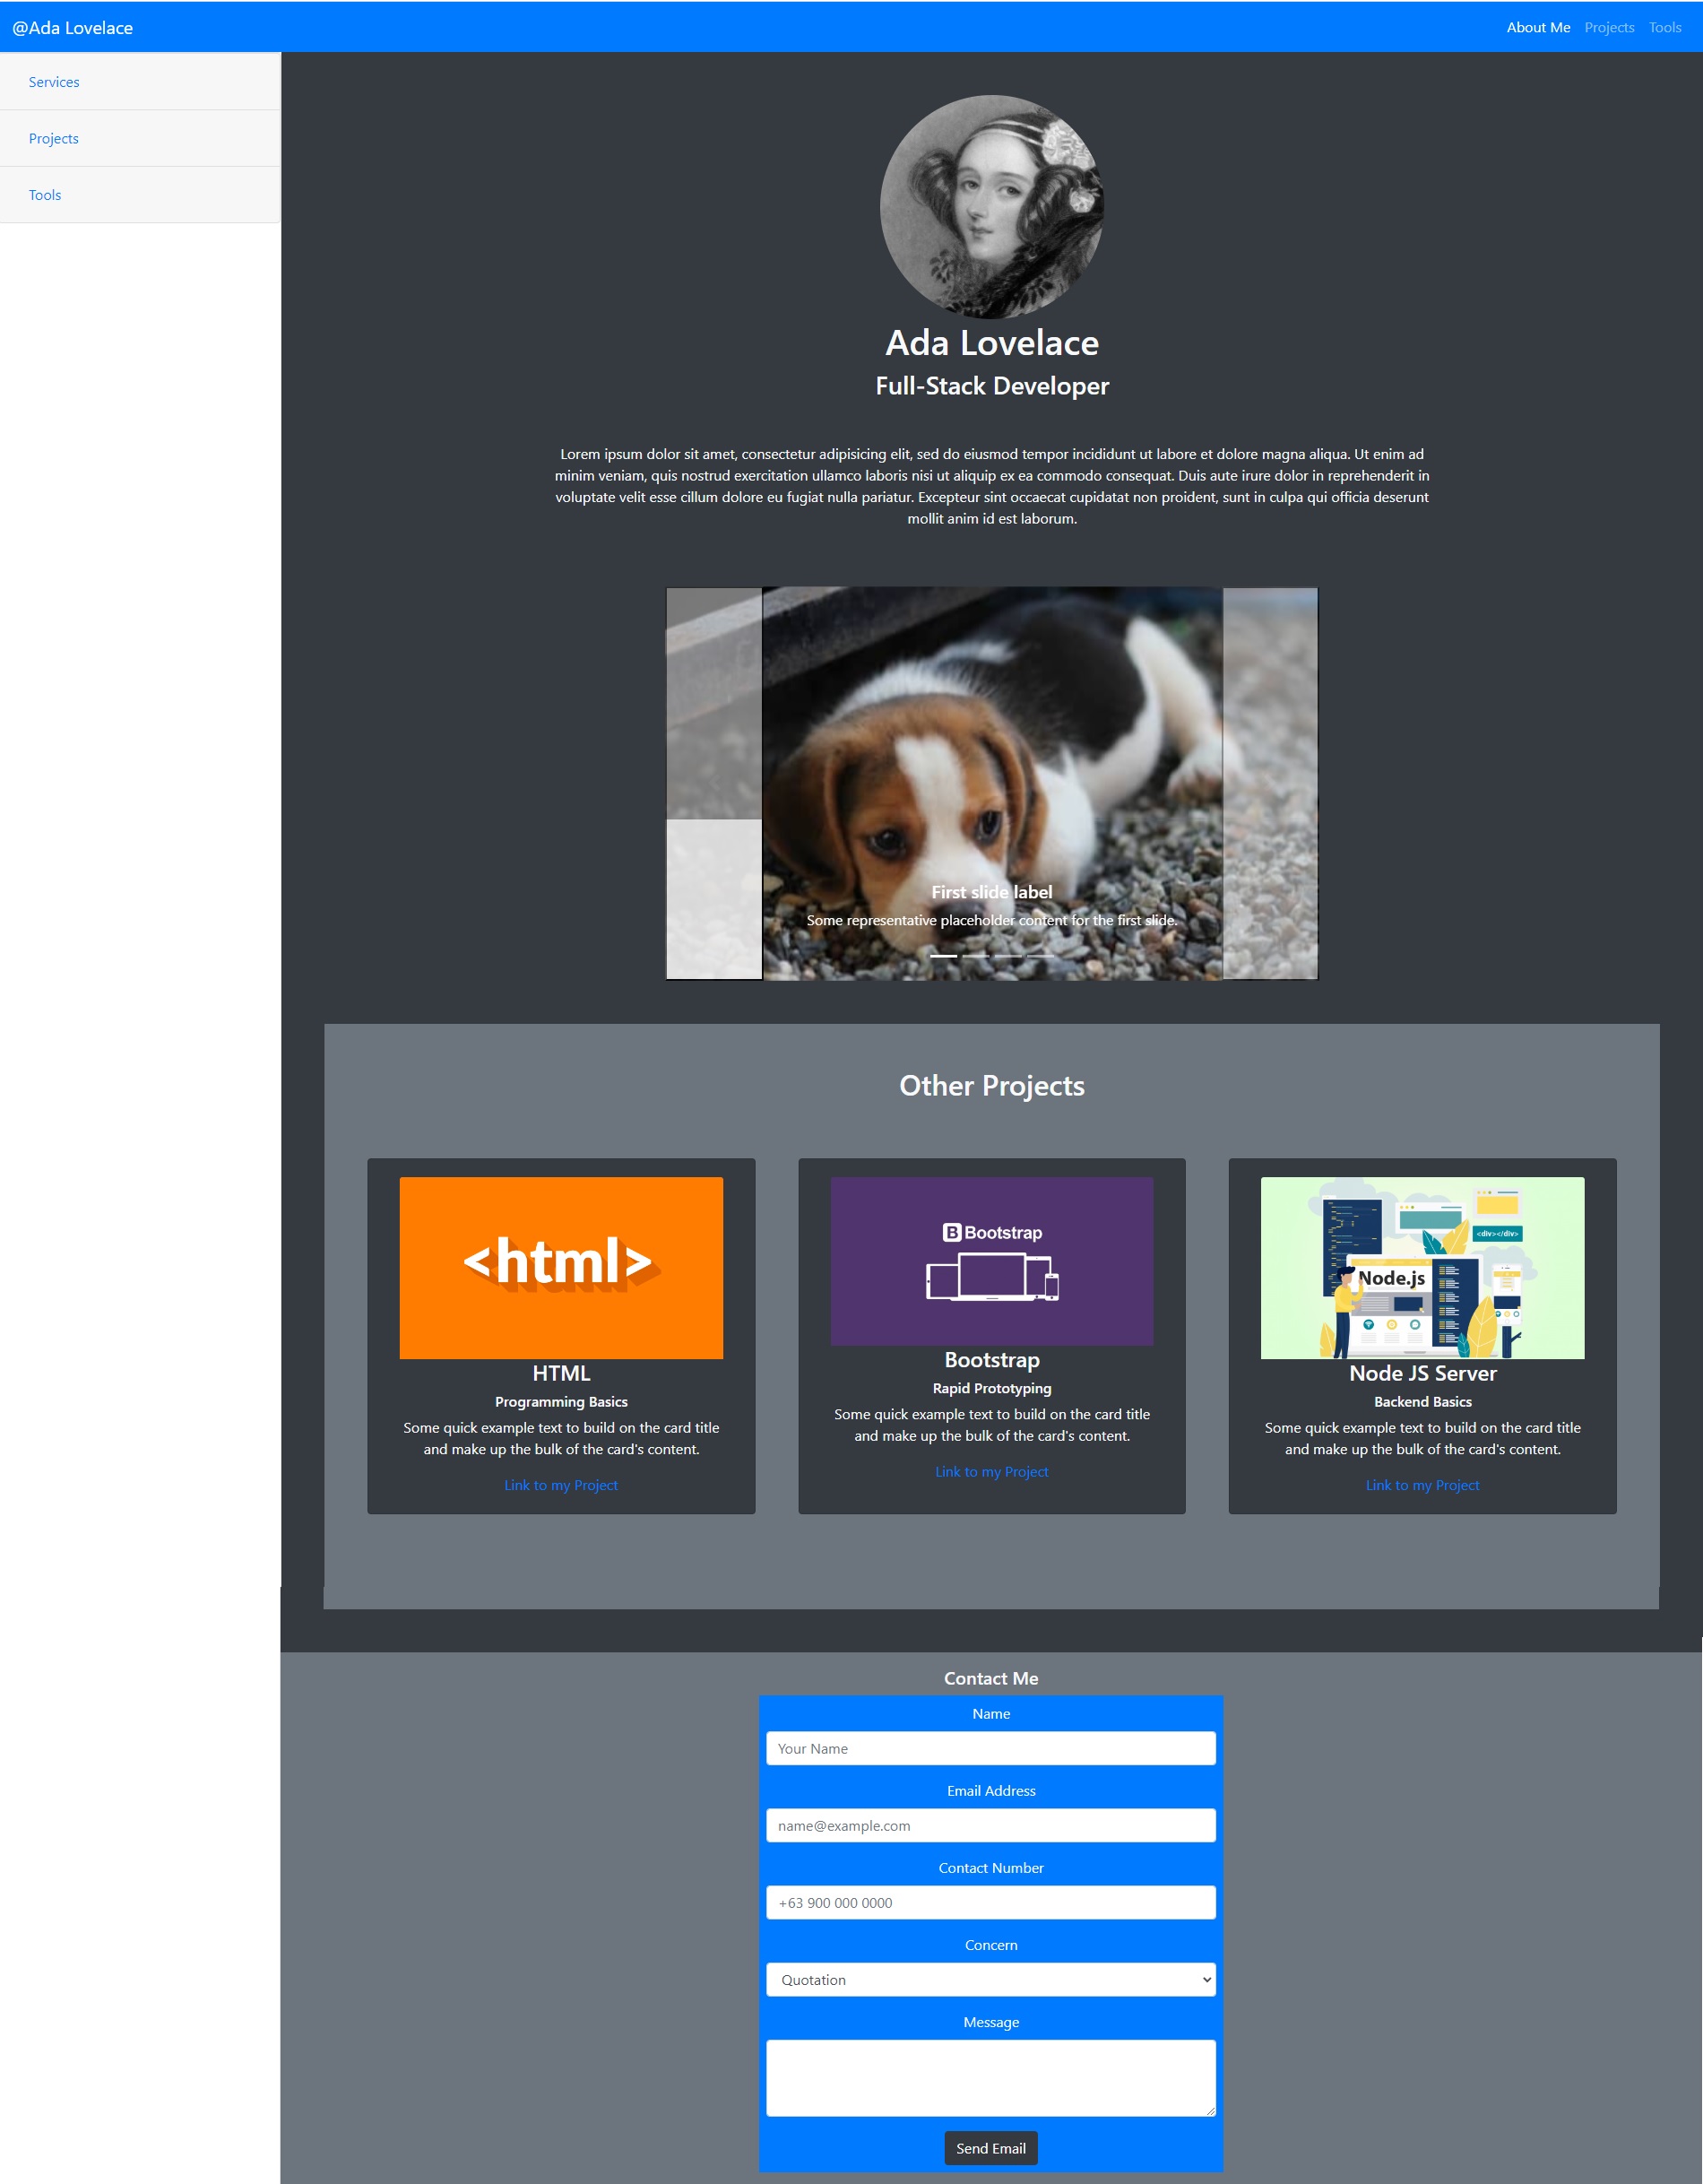 @Ada Lovelace
About Me Projects Tools
Services
Projects
Tools
Ada Lovelace
Full-Stack Developer
Lorem ipsum dolor sit amet, consectetur adipisicing elit, sed do eiusmod tempor incididunt ut labore et dolore magna aliqua. Ut enim ad
minim veniam, quis nostrud exercitation ullamco laboris nisi ut aliquip ex ea commodo consequat. Duis aute irure dolor in reprehenderit in
voluptate velit esse cillum dolore eu fugiat nulla pariatur. Excepteur sint occaecat cupidatat non proident, sunt in culpa qui officia deserunt
mollit anim id est laborum.
First slide label
Some representative placeholder content for the first slide.
Other Projects
<html>
HTML
Programming Basics
Some quick example text to build on the card title
and make up the bulk of the card's content.
Link to my Project
B Bootstrap
Bootstrap
Rapid Prototyping
Some quick example text to build on the card title
and make up the bulk of the card's content.
Link to my Project
<div></div>
Node.js
Node JS Server
Backend Basics
Some quick example text to build on the card title
and make up the bulk of the card's content.
Link to my Project
Contact Me
Name
Your Name
Email Address
name@example.com
Contact Number
+63 900 000 0000
Concern
Quotation
Message
Send Email